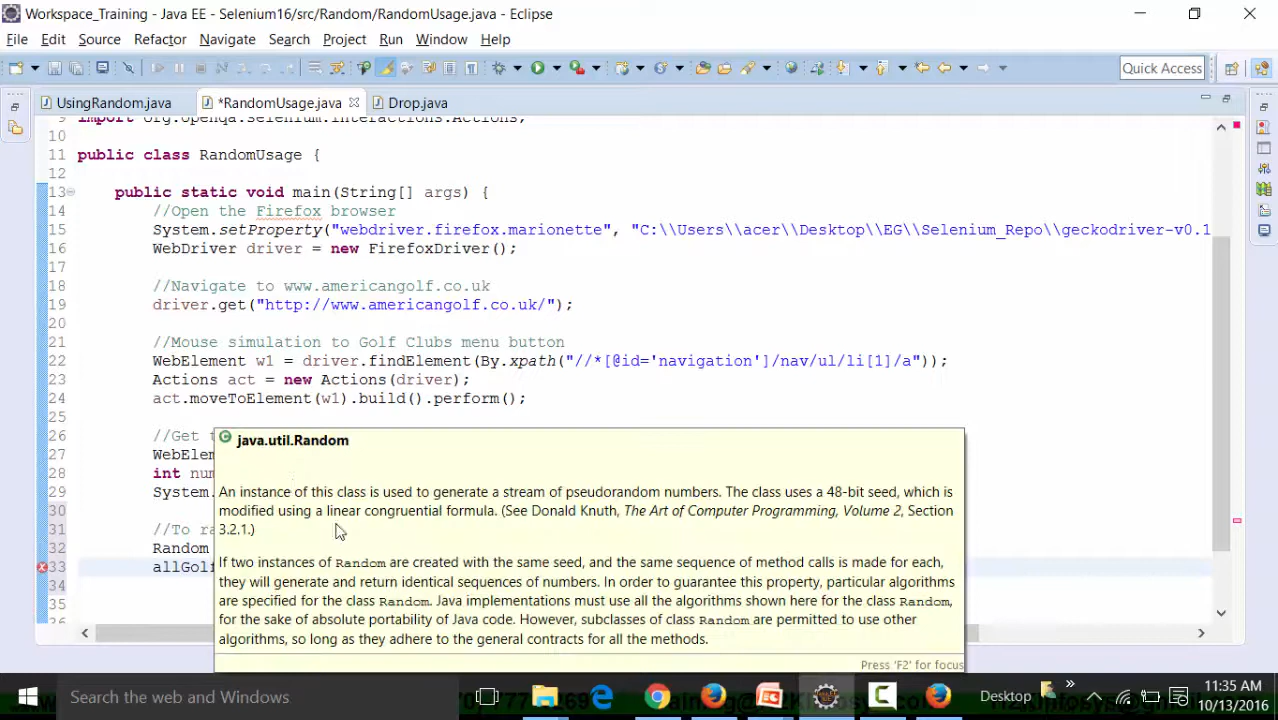 Workspace_Training - Java EE - Selenium16/src/Random/RandomUsage.java - Eclipse
File Edit Source Refactor Navigate Search Project Run Window Help
Quick Access
UsingRandom.java *RandomUsage.java Drop.java
9 import org.openqa.selenium.interactions.Actions;
10
11 public class RandomUsage {
12
13 public static void main(String[] args) {
14 //Open the Firefox browser
15 System.setProperty("webdriver.firefox.marionette", "C:\\Users\\acer\\Desktop\\EG\\Selenium_Repo\\geckodriver-v0.1
16 WebDriver driver = new FirefoxDriver();
17
18 //Navigate to www.americangolf.co.uk
19 driver.get("http://www.americangolf.co.uk/");
20
21 //Mouse simulation to Golf Clubs menu button
22 WebElement w1 = driver.findElement(By.xpath("//*[@id='navigation']/nav/ul/li[1]/a"));
23 Actions act = new Actions(driver);
24 act.moveToElement(w1).build().perform();
25
26 //Get
27 WebElem
28 int num
29 System.
30
31 //To ra
32 Random
33 allGolf
34
35
java.util.Random
An instance of this class is used to generate a stream of pseudorandom numbers. The class uses a 48-bit seed, which is
modified using a linear congruential formula. (See Donald Knuth, The Art of Computer Programming, Volume 2, Section
3.2.1.)
If two instances of Random are created with the same seed, and the same sequence of method calls is made for each,
they will generate and return identical sequences of numbers. In order to guarantee this property, particular algorithms
are specified for the class Random. Java implementations must use all the algorithms shown here for the class Random,
for the sake of absolute portability of Java code. However, subclasses of class Random are permitted to use other
algorithms, so long as they adhere to the general contracts for all the methods.
Press 'F2' for focus
Search the web and Windows
Desktop
11:35 AM
10/13/2016